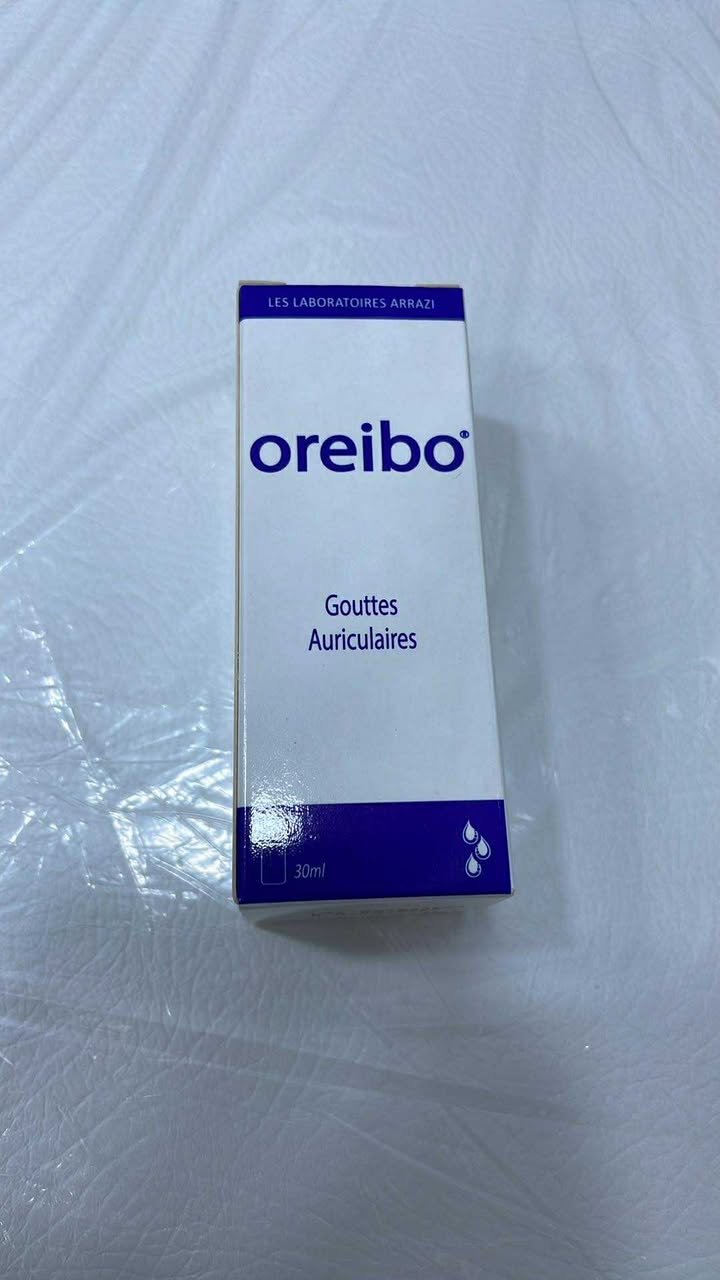 LES LABORATOIRES ARRAZI
oreibo®
Gouttes
Auriculaires
30ml